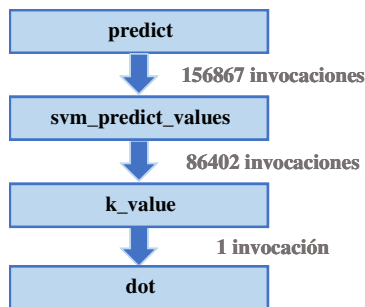 predict
156867 invocaciones
svm_predict_values
86402 invocaciones
k_value
1 invocación
dot